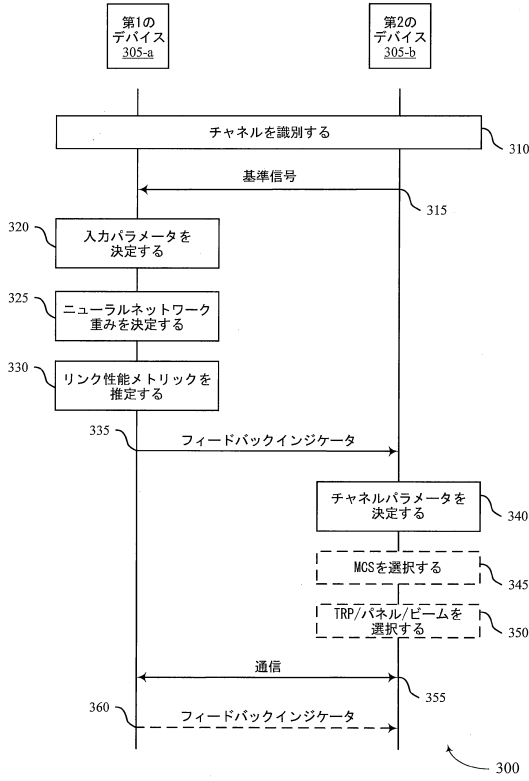 第1の
デバイス
305-a
第2の
デバイス
305-b
チャネルを識別する
310
基準信号
315
320
入力パラメータを
決定する
325
ニューラルネットワーク
重みを決定する
330
リンク性能メトリックを
推定する
335
フィードバックインジケータ
チャネルパラメータを
決定する
340
MCSを選択する
345
TRP/パネル/ビームを
選択する
350
通信
355
360
フィードバックインジケータ
300